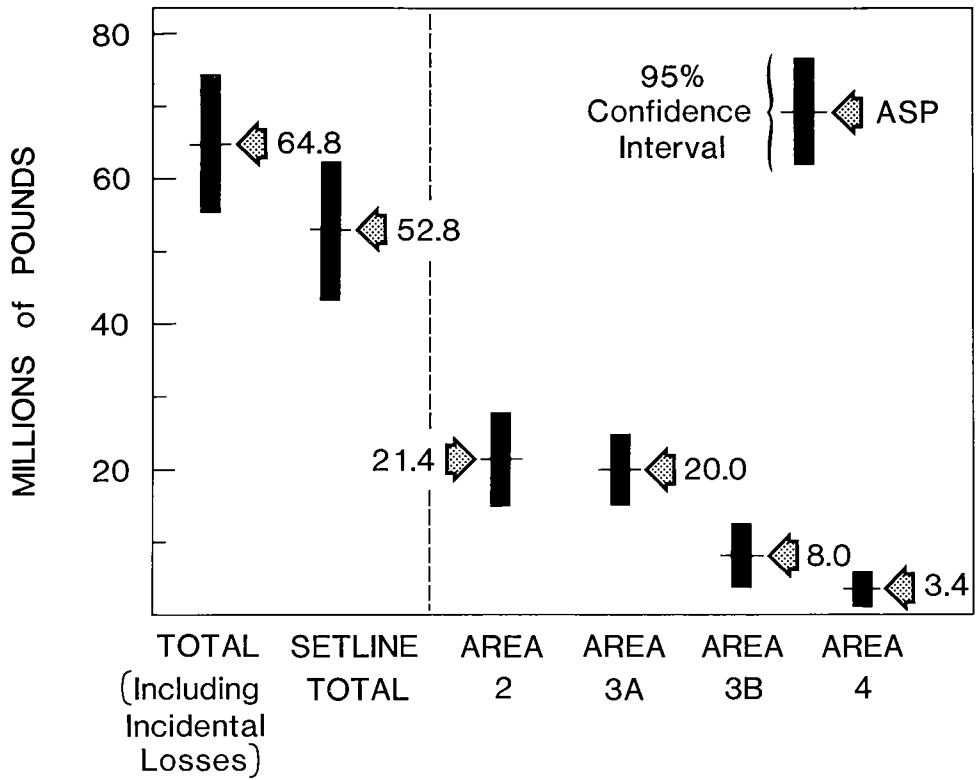 MILLIONS of POUNDS
80
60
40
20
64.8
52.8
21.4
20.0
8.0
3.4
95%
Confidence
Interval
ASP
TOTAL
(Including
Incidental
Losses)
SETLINE
TOTAL
AREA
2
AREA
3A
AREA
3B
AREA
4